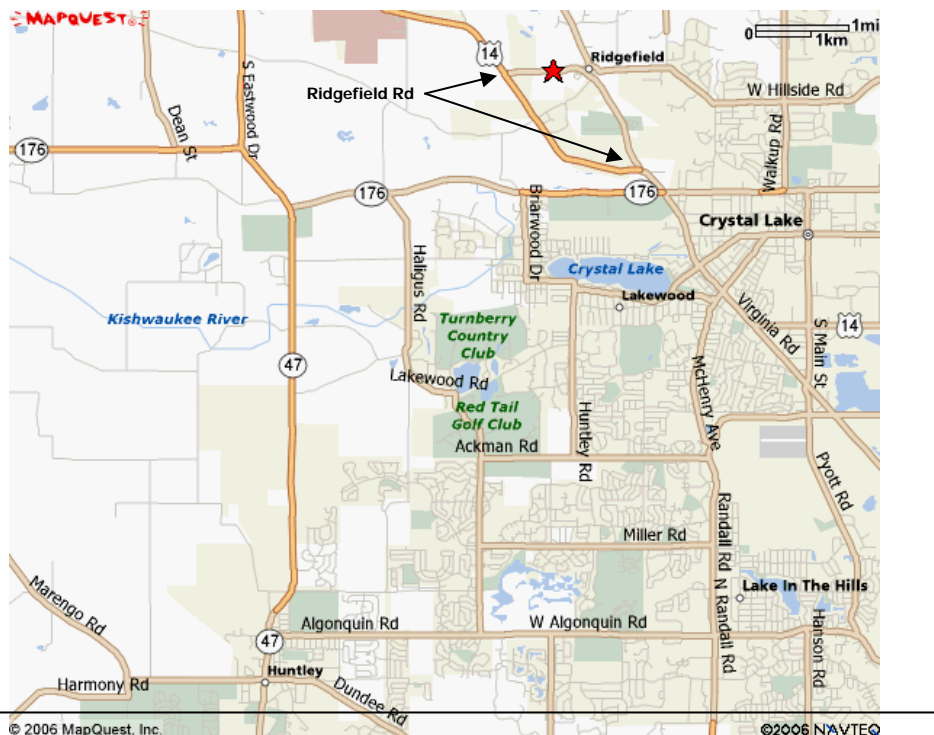 MAPQUEST
14
1mi
0
1km
Ridgefield
Ridgefield Rd
W Hillside Rd
S Eastwood Dr
Dean St
Walkup Rd
176
176
176
Briarwood Dr
Crystal Lake
Haligus Rd
Crystal Lake
Lakewood
Kishwaukee River
Turnberry
Country
Club
Virginia Rd
S Main St
14
47
Lakewood Rd
McHenry Ave
Red Tail
Golf Club
Huntley Rd
Ackman Rd
Pyott Rd
Randall Rd
Miller Rd
N Randall Rd
Lake In The Hills
Marengo Rd
Algonquin Rd
W Algonquin Rd
Hanson Rd
47
Huntley
Harmony Rd
Dundee Rd
© 2006 MapQuest, Inc.
©2006 NAVTEQ